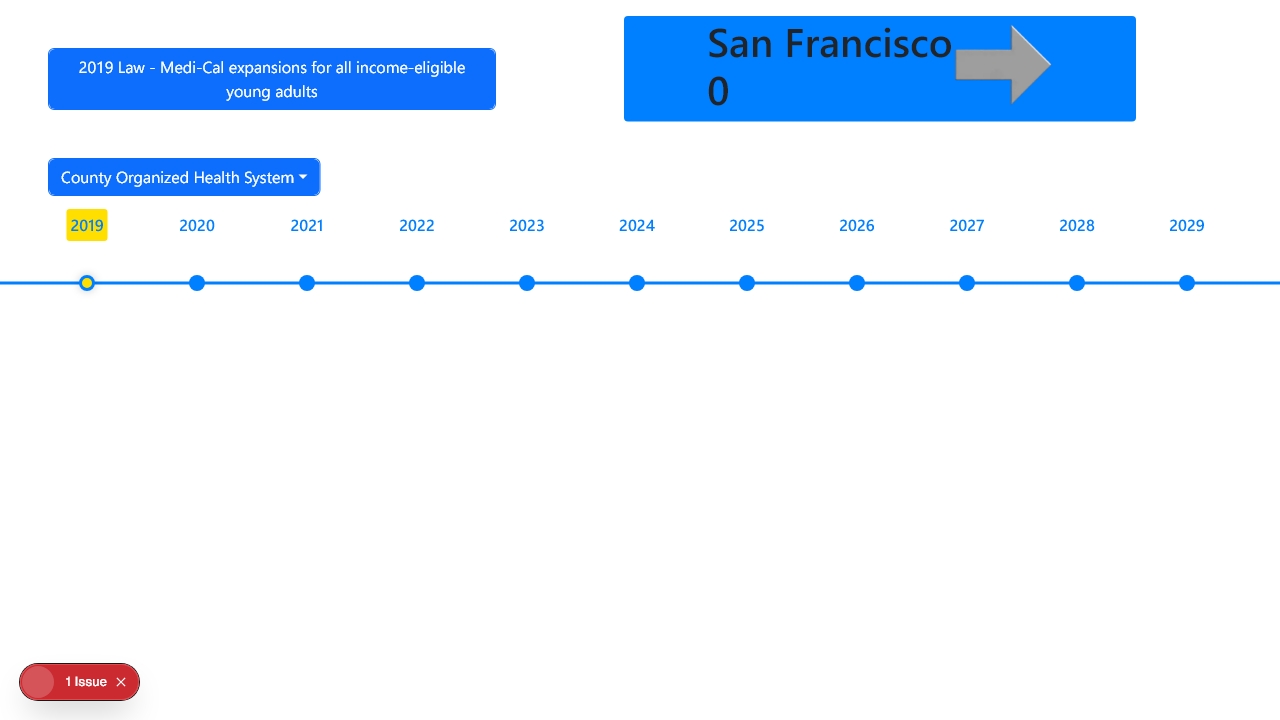 2019 Law - Medi-Cal expansions for all income-eligible
young adults
San Francisco
0
County Organized Health System
2019 2020 2021 2022 2023 2024 2025 2026 2027 2028 2029
1 Issue